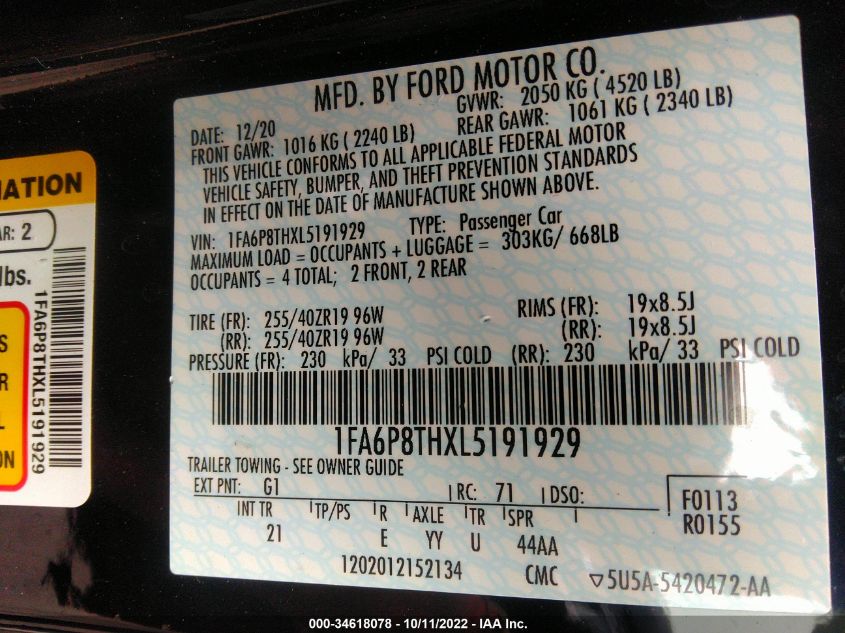 MFD. BY FORD MOTOR CO.
DATE: 12/20 GVWR: 2050 KG ( 4520 LB)
FRONT GAWR: 1016 KG ( 2240 LB) REAR GAWR: 1061 KG ( 2340 LB)
THIS VEHICLE CONFORMS TO ALL APPLICABLE FEDERAL MOTOR
VEHICLE SAFETY, BUMPER, AND THEFT PREVENTION STANDARDS
IN EFFECT ON THE DATE OF MANUFACTURE SHOWN ABOVE.
VIN: 1FA6P8THXL5191929 TYPE: Passenger Car
MAXIMUM LOAD = OCCUPANTS + LUGGAGE = 303KG/ 668LB
OCCUPANTS = 4 TOTAL; 2 FRONT, 2 REAR
TIRE (FR): 255/40ZR19 96W RIMS (FR): 19x8.5J
(RR): 255/40ZR19 96W (RR): 19x8.5J
PRESSURE (FR): 230 kPa/ 33 PSI COLD (RR): 230 kPa/ 33 PSI COLD
1FA6P8THXL5191929
TRAILER TOWING - SEE OWNER GUIDE
EXT PNT: G1 RC: 71 DSO: F0113
INT TR TP/PS R AXLE TR SPR R0155
21 E YY U 44AA
1202012152134 CMC ▽5U5A-5420472-AA
MATION
AR: 2
lbs.
1FA6P8THXL5191929
S
R
L
ON
000-34618078 - 10/11/2022 - IAA Inc.